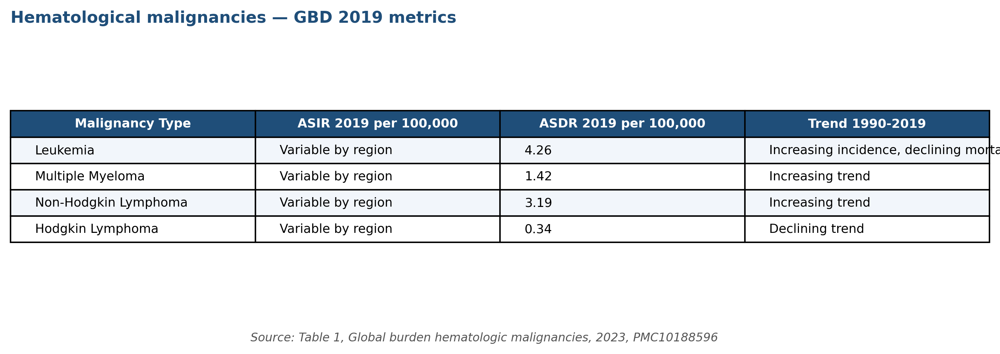 Hematological malignancies — GBD 2019 metrics
Malignancy Type ASIR 2019 per 100,000 ASDR 2019 per 100,000 Trend 1990-2019
Leukemia Variable by region 4.26 Increasing incidence, declining
Multiple Myeloma Variable by region 1.42 Increasing trend
Non-Hodgkin Lymphoma Variable by region 3.19 Increasing trend
Hodgkin Lymphoma Variable by region 0.34 Declining trend
Source: Table 1, Global burden hematologic malignancies, 2023, PMC10188596